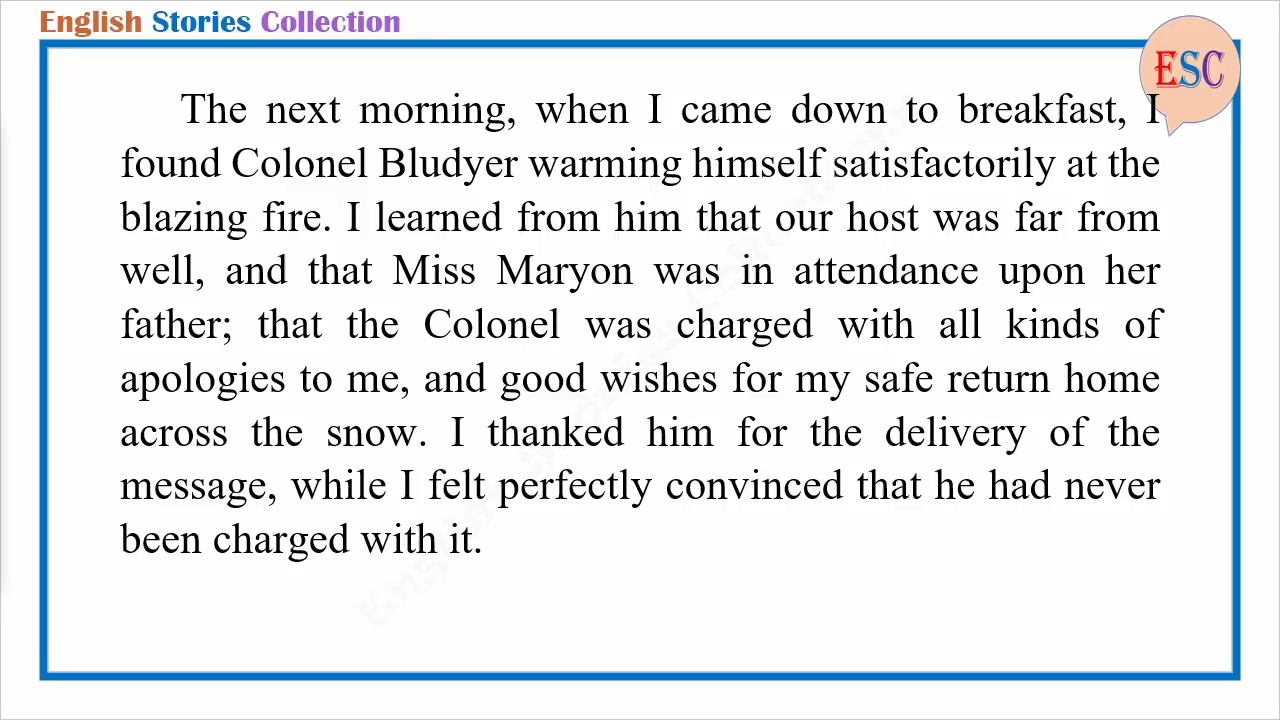 English Stories Collection
ESC
The next morning, when I came down to breakfast, I
found Colonel Bludyer warming himself satisfactorily at the
blazing fire. I learned from him that our host was far from
well, and that Miss Maryon was in attendance upon her
father; that the Colonel was charged with all kinds of
apologies to me, and good wishes for my safe return home
across the snow. I thanked him for the delivery of the
message, while I felt perfectly convinced that he had never
been charged with it.